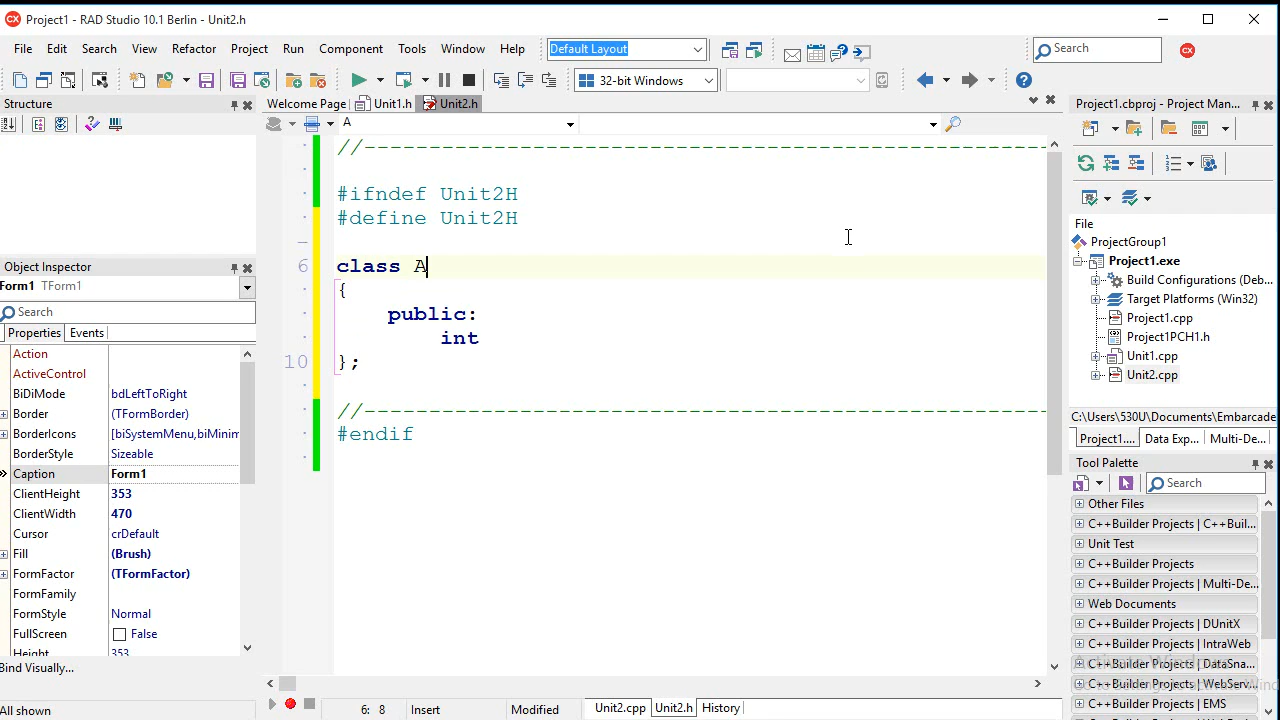 Project1 - RAD Studio 10.1 Berlin - Unit2.h
File Edit Search View Refactor Project Run Component Tools Window Help Default Layout Search
32-bit Windows
Structure
Welcome Page Unit1.h Unit2.h
Project1.cbproj - Project Man...
A
//----------------------------------------------------
#ifndef Unit2H
#define Unit2H
6 class A
{
public:
int
10 };
//----------------------------------------------------
#endif
Object Inspector
Form1 TForm1
Search
Properties Events
Action
ActiveControl
BiDiMode bdLeftToRight
Border (TFormBorder)
BorderIcons [biSystemMenu,biMinim
BorderStyle Sizeable
Caption Form1
ClientHeight 353
ClientWidth 470
Cursor crDefault
Fill (Brush)
FormFactor (TFormFactor)
FormFamily
FormStyle Normal
FullScreen False
Height 353
Bind Visually...
All shown
6: 8 Insert Modified Unit2.cpp Unit2.h History
File
ProjectGroup1
Project1.exe
Build Configurations (Deb...
Target Platforms (Win32)
Project1.cpp
Project1PCH1.h
Unit1.cpp
Unit2.cpp
C:\Users\530U\Documents\Embarcade
Project1.... Data Exp... Multi-De...
Tool Palette
Search
Other Files
C++Builder Projects | C++Buil...
Unit Test
C++Builder Projects
C++Builder Projects | Multi-De...
Web Documents
C++Builder Projects | DUnitX
C++Builder Projects | IntraWeb
C++Builder Projects | DataSna...
C++Builder Projects | WebServ...
C++Builder Projects | EMS